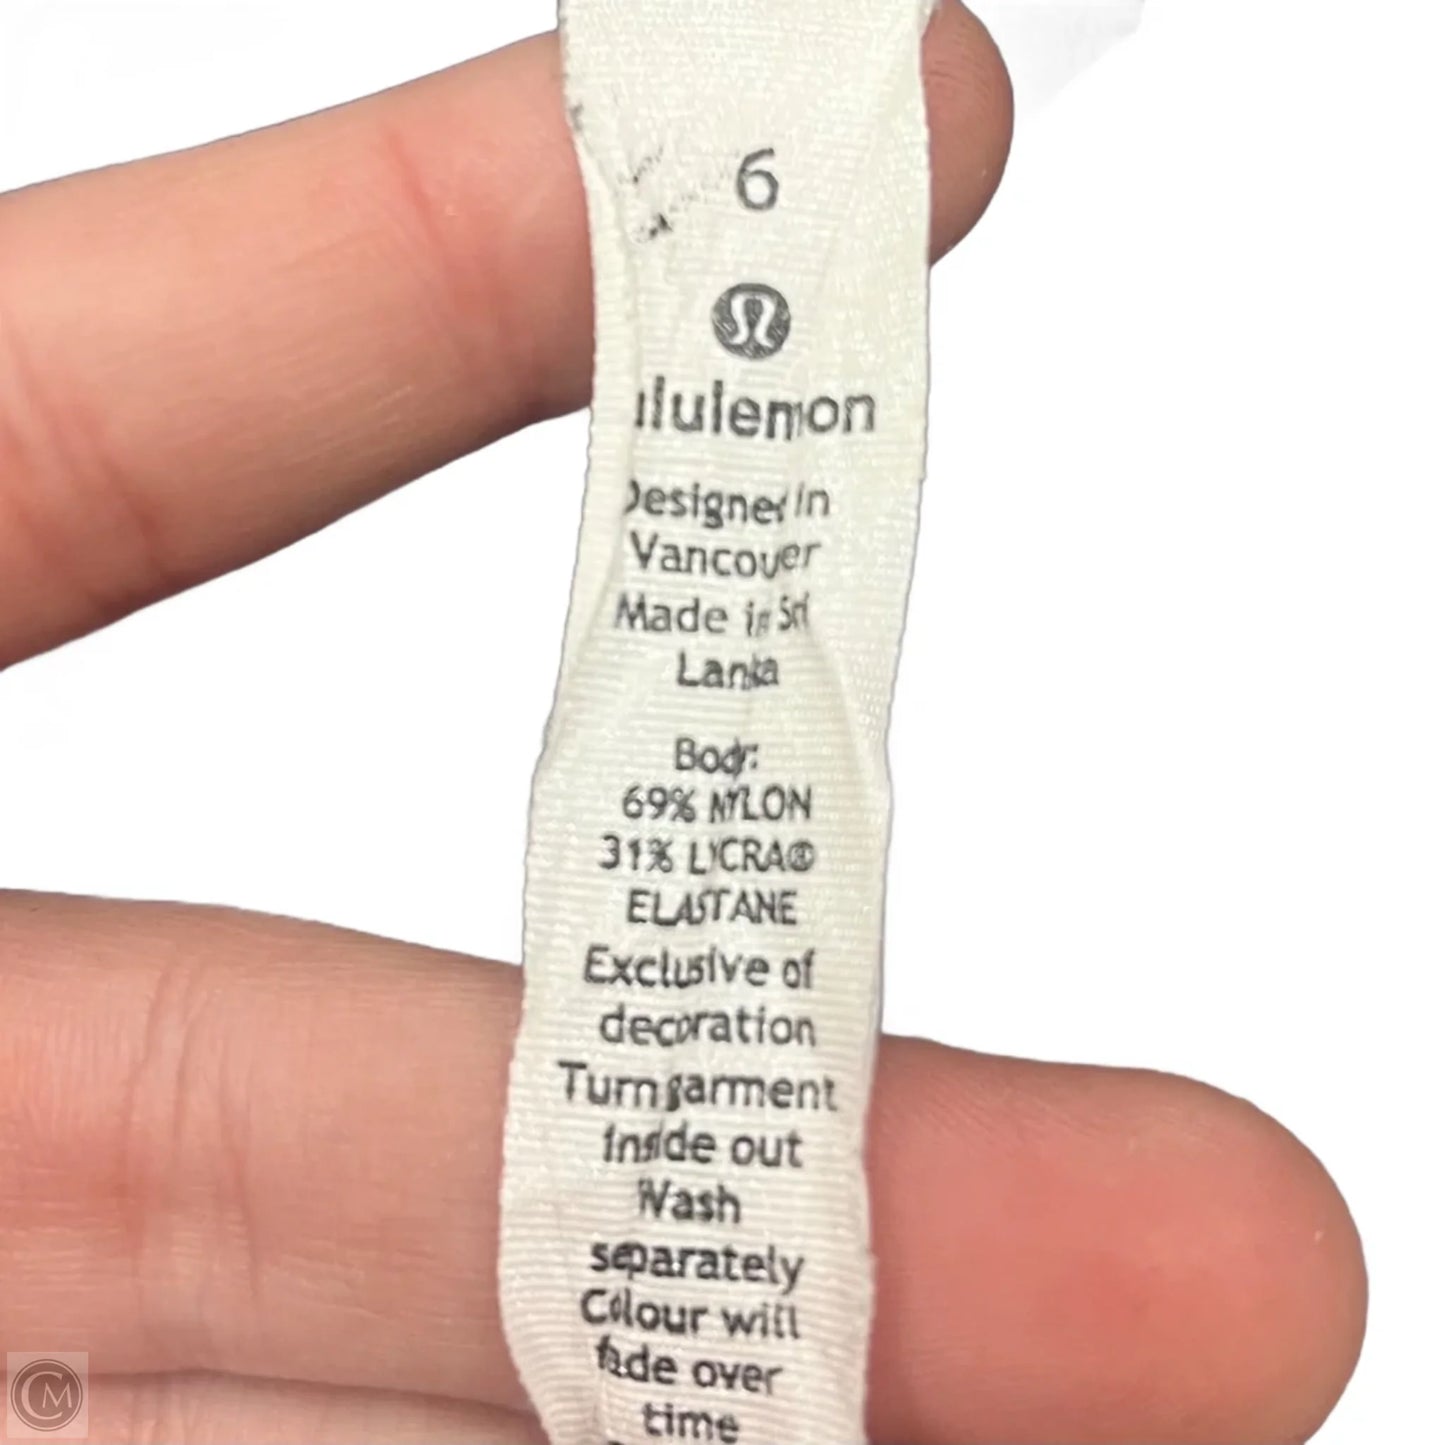 6
lululemon
Designed in
Vancouver
Made in Sri
Lanka
Body:
69% NYLON
31% LYCRA®
ELASTANE
Exclusive of
decoration
Turn garment
inside out
Wash
separately
Colour will
fade over
time
CM